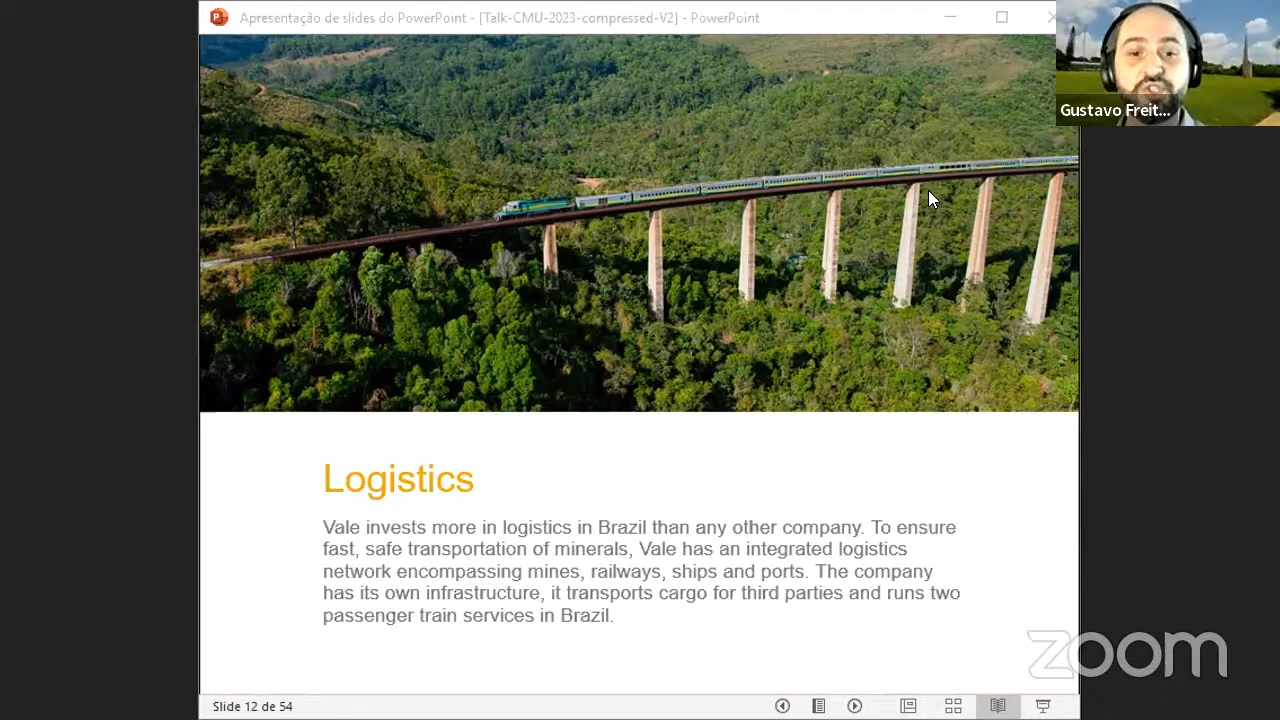 Apresentação de slides do PowerPoint - [Talk-CMU-2023-compressed-V2] - PowerPoint
Gustavo Freit...
Logistics
Vale invests more in logistics in Brazil than any other company. To ensure
fast, safe transportation of minerals, Vale has an integrated logistics
network encompassing mines, railways, ships and ports. The company
has its own infrastructure, it transports cargo for third parties and runs two
passenger train services in Brazil.
zoom
Slide 12 de 54